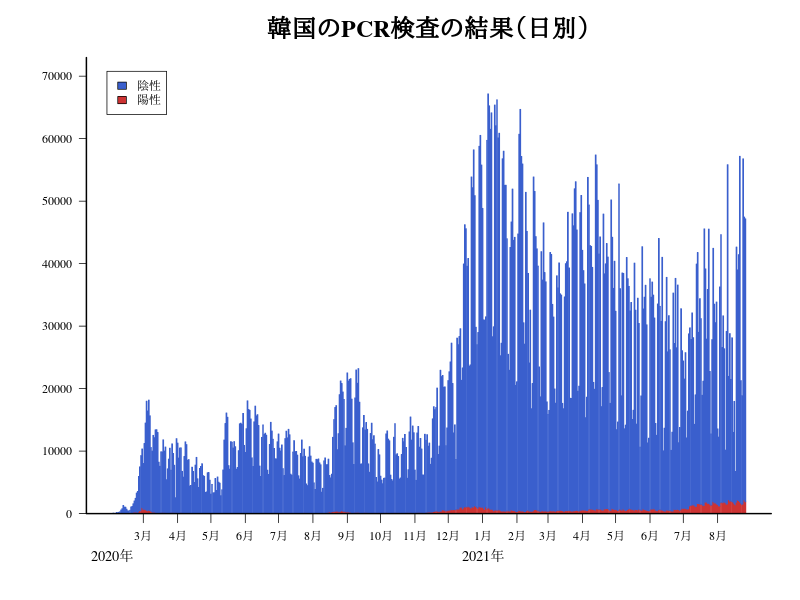 韓国のPCR検査の結果（日別）
陰性
陽性
70000
60000
50000
40000
30000
20000
10000
0
3月 4月 5月 6月 7月 8月 9月 10月 11月 12月 1月 2月 3月 4月 5月 6月 7月 8月
2020年 2021年